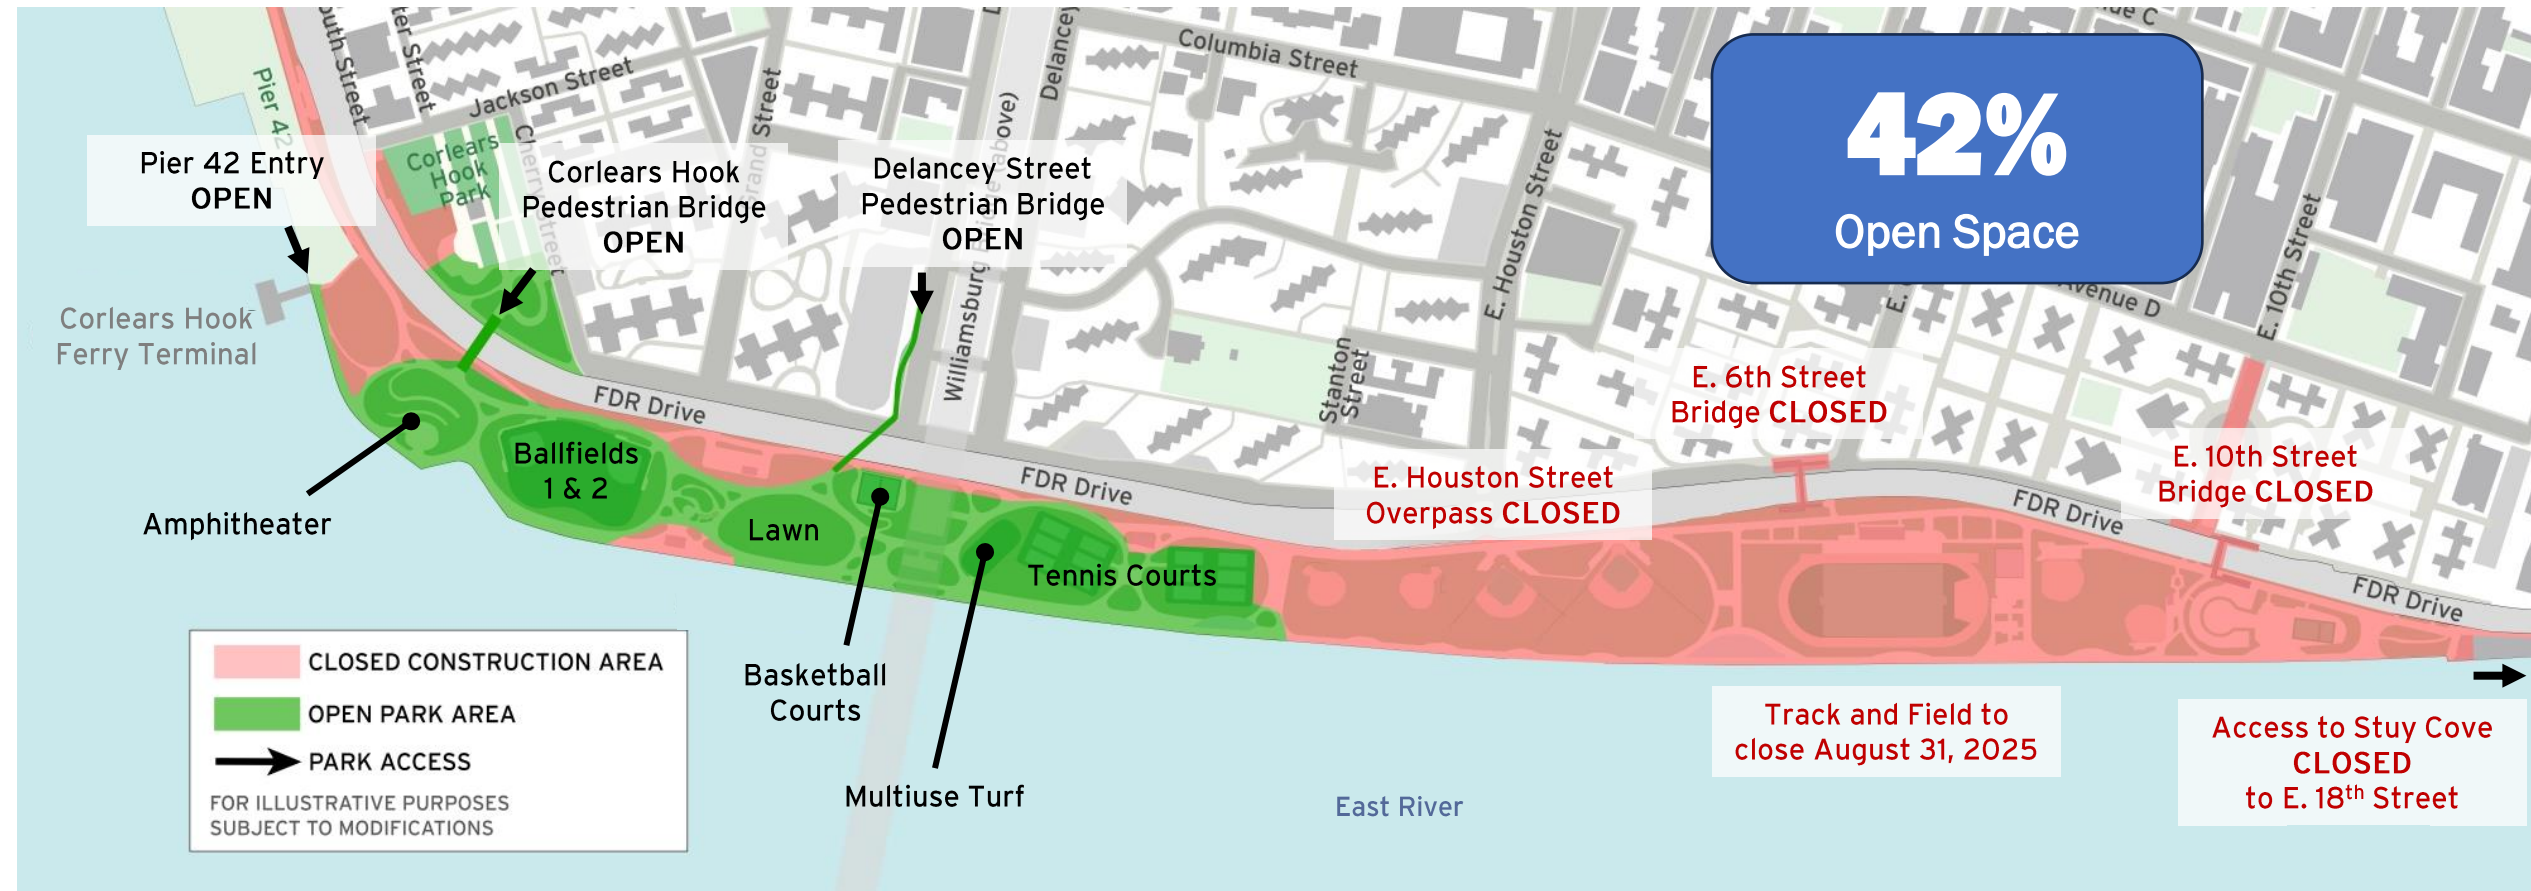 Columbia Street
Jackson Street
Pier 42
Corlears
Hook
Park
Grand Street
Delancey
E. Houston Street
E. 10th Street
Avenue D
Stanton
Street
42%
Open Space
Pier 42 Entry
OPEN
Corlears Hook
Pedestrian Bridge
OPEN
Delancey Street
Pedestrian Bridge
OPEN
Corlears Hook
Ferry Terminal
FDR Drive
FDR Drive
FDR Drive
FDR Drive
E. 6th Street
Bridge CLOSED
E. 10th Street
Bridge CLOSED
E. Houston Street
Overpass CLOSED
Ballfields
1 & 2
Amphitheater
Lawn
Tennis Courts
Basketball
Courts
Multiuse Turf
Track and Field to
close August 31, 2025
Access to Stuy Cove
CLOSED
to E. 18th Street
East River
CLOSED CONSTRUCTION AREA
OPEN PARK AREA
PARK ACCESS
FOR ILLUSTRATIVE PURPOSES
SUBJECT TO MODIFICATIONS